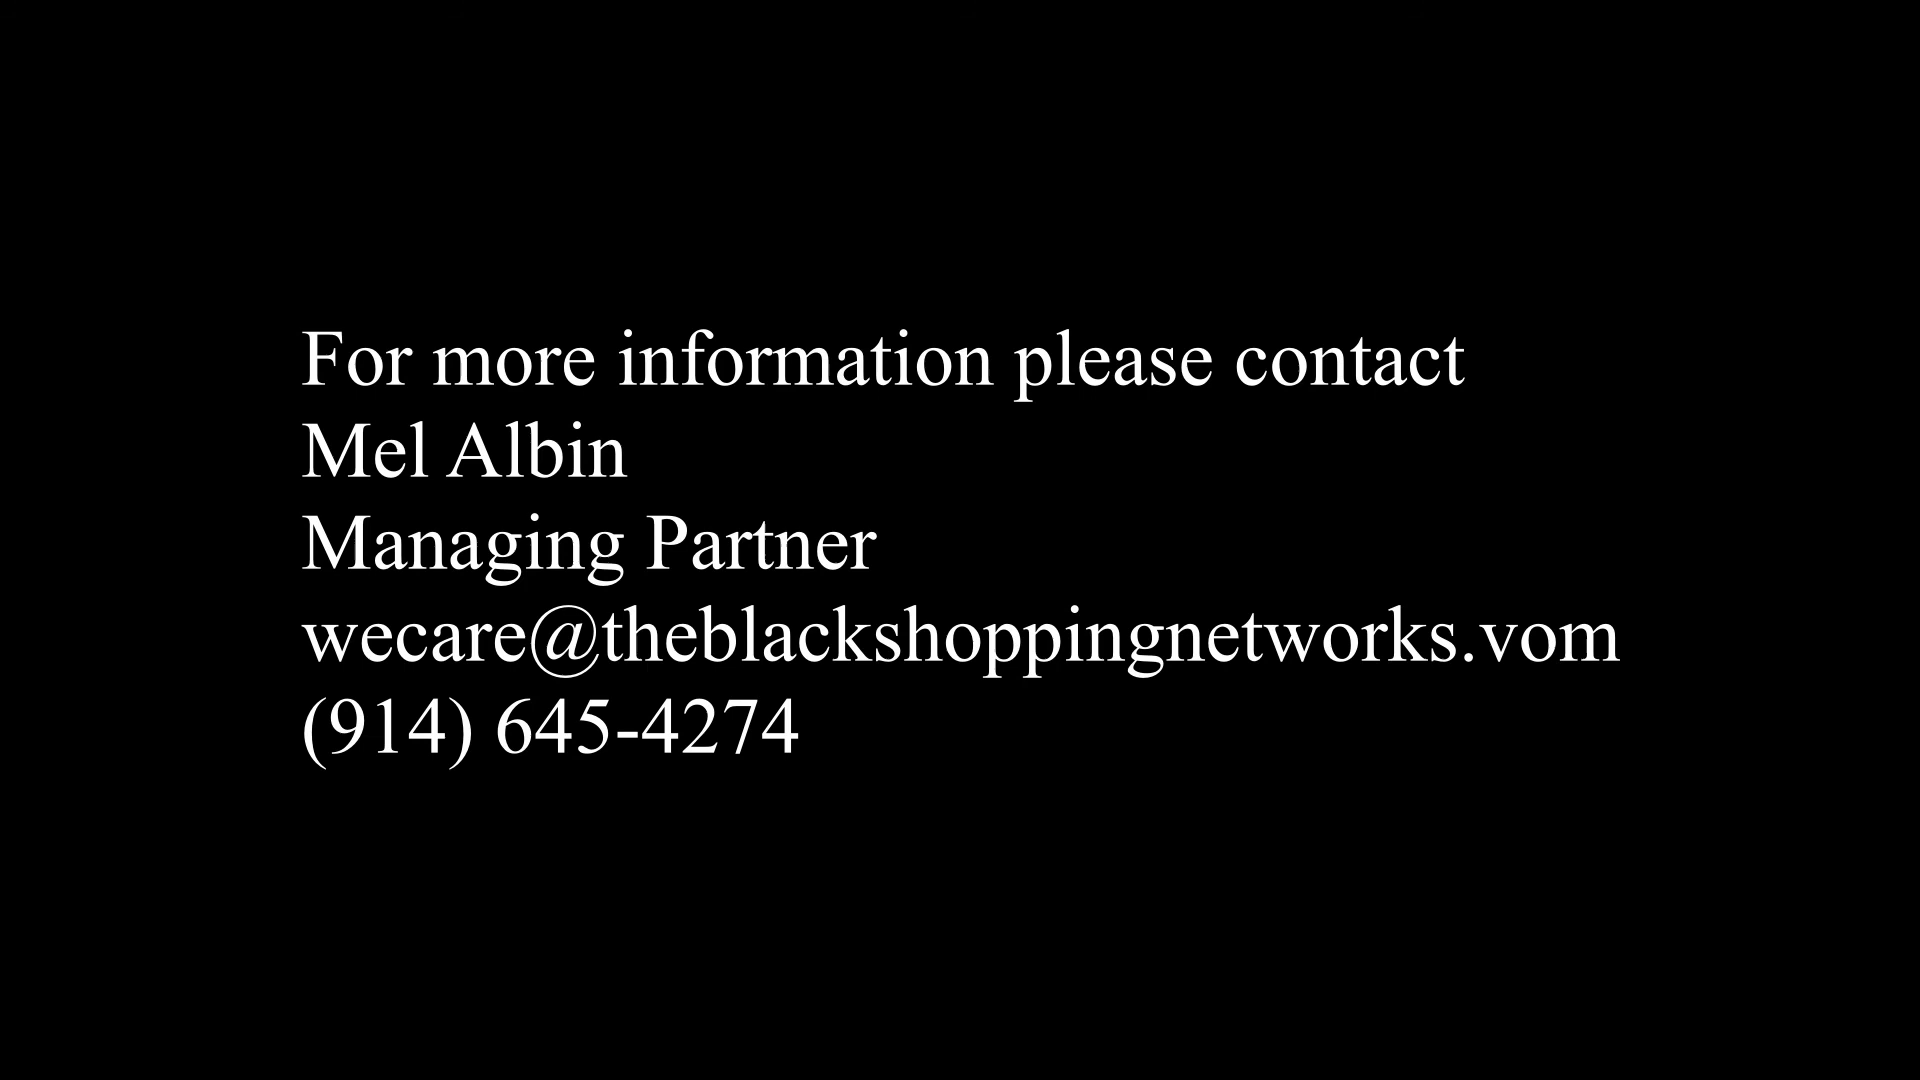 For more information please contact
Mel Albin
Managing Partner
wecare@theblackshoppingnetworks.vom
(914) 645-4274